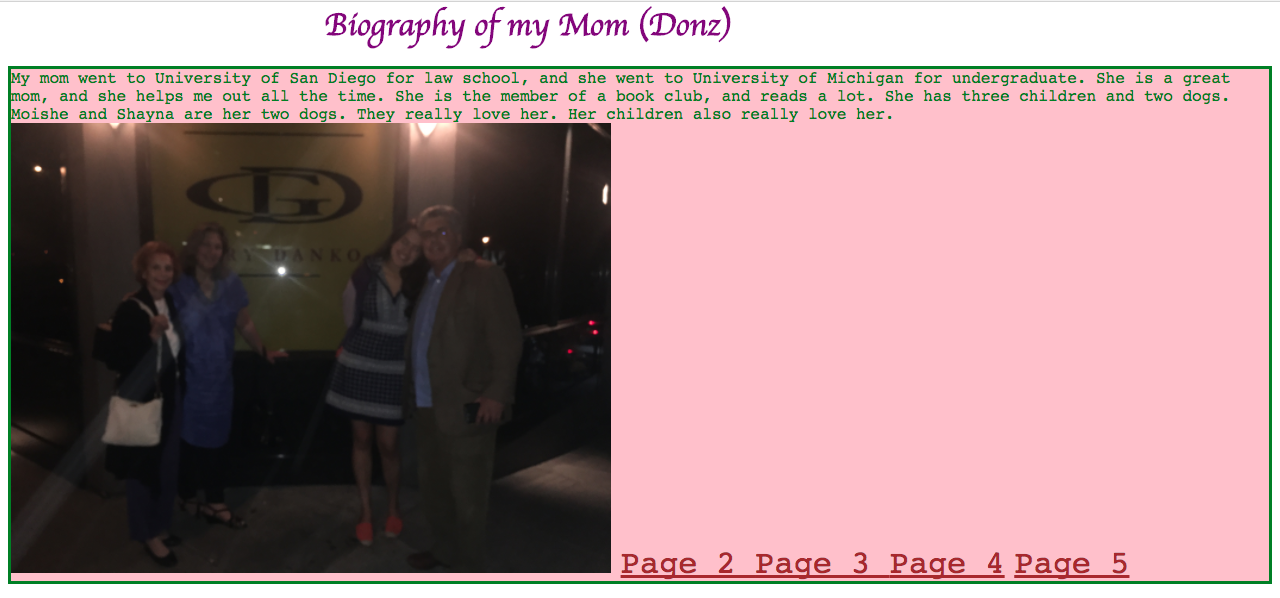 Biography of my Mom (Donz)
My mom went to University of San Diego for law school, and she went to University of Michigan for undergraduate. She is a great
mom, and she helps me out all the time. She is the member of a book club, and reads a lot. She has three children and two dogs.
Moishe and Shayna are her two dogs. They really love her. Her children also really love her.
GD
RY DANKO
Page 2 Page 3 Page 4 Page 5